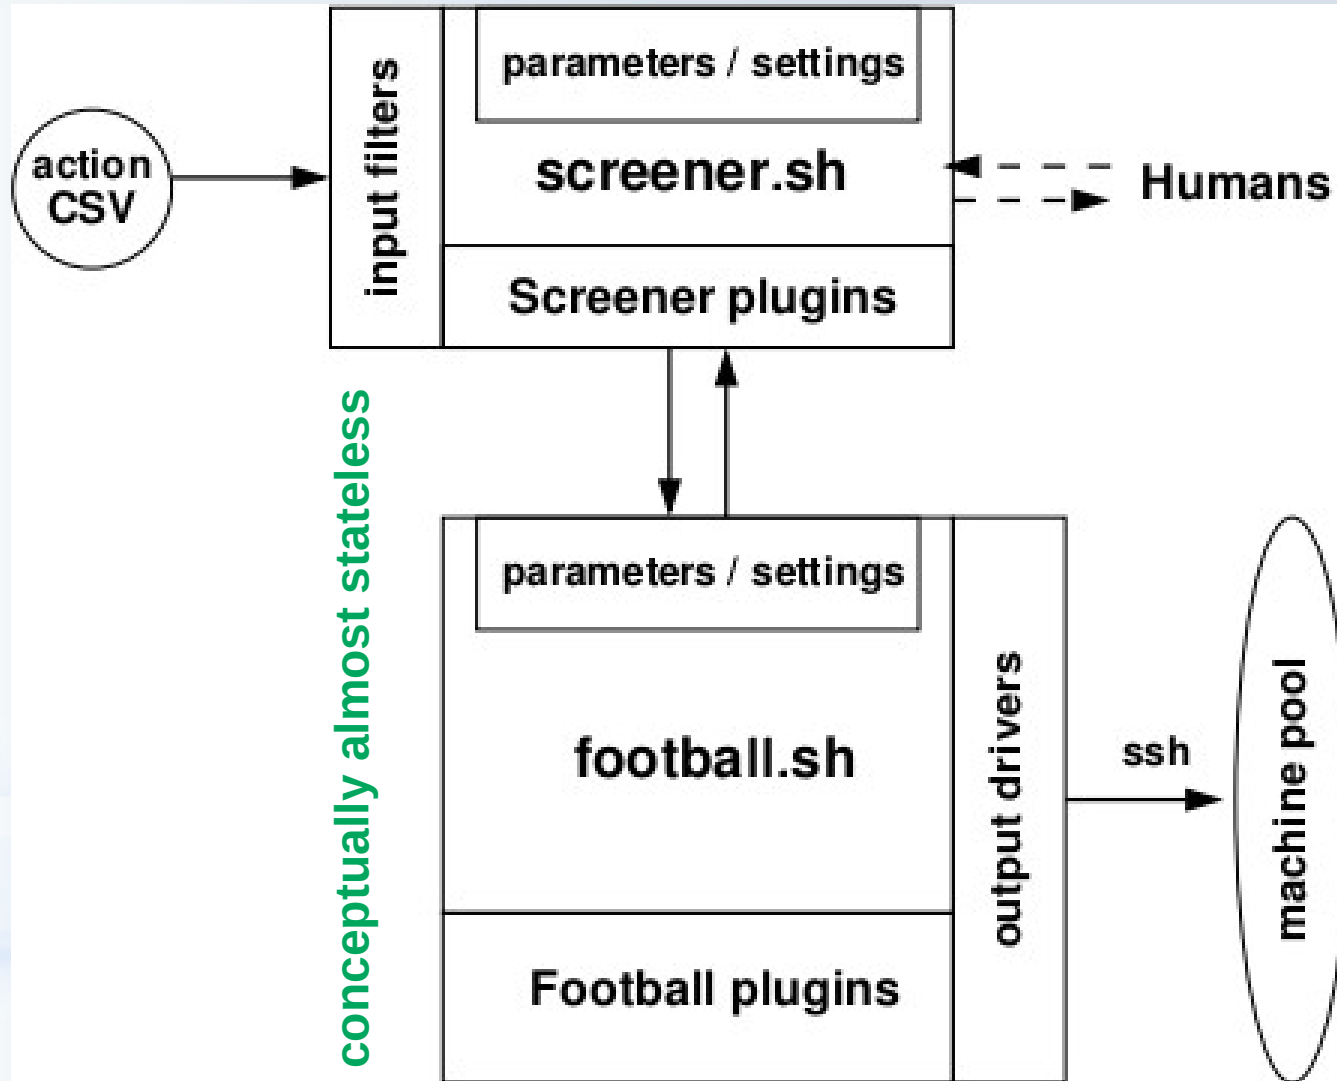 parameters / settings
action
CSV
input filters
screener.sh
Humans
Screener plugins
conceptually almost stateless
parameters / settings
football.sh
output drivers
ssh
machine pool
Football plugins